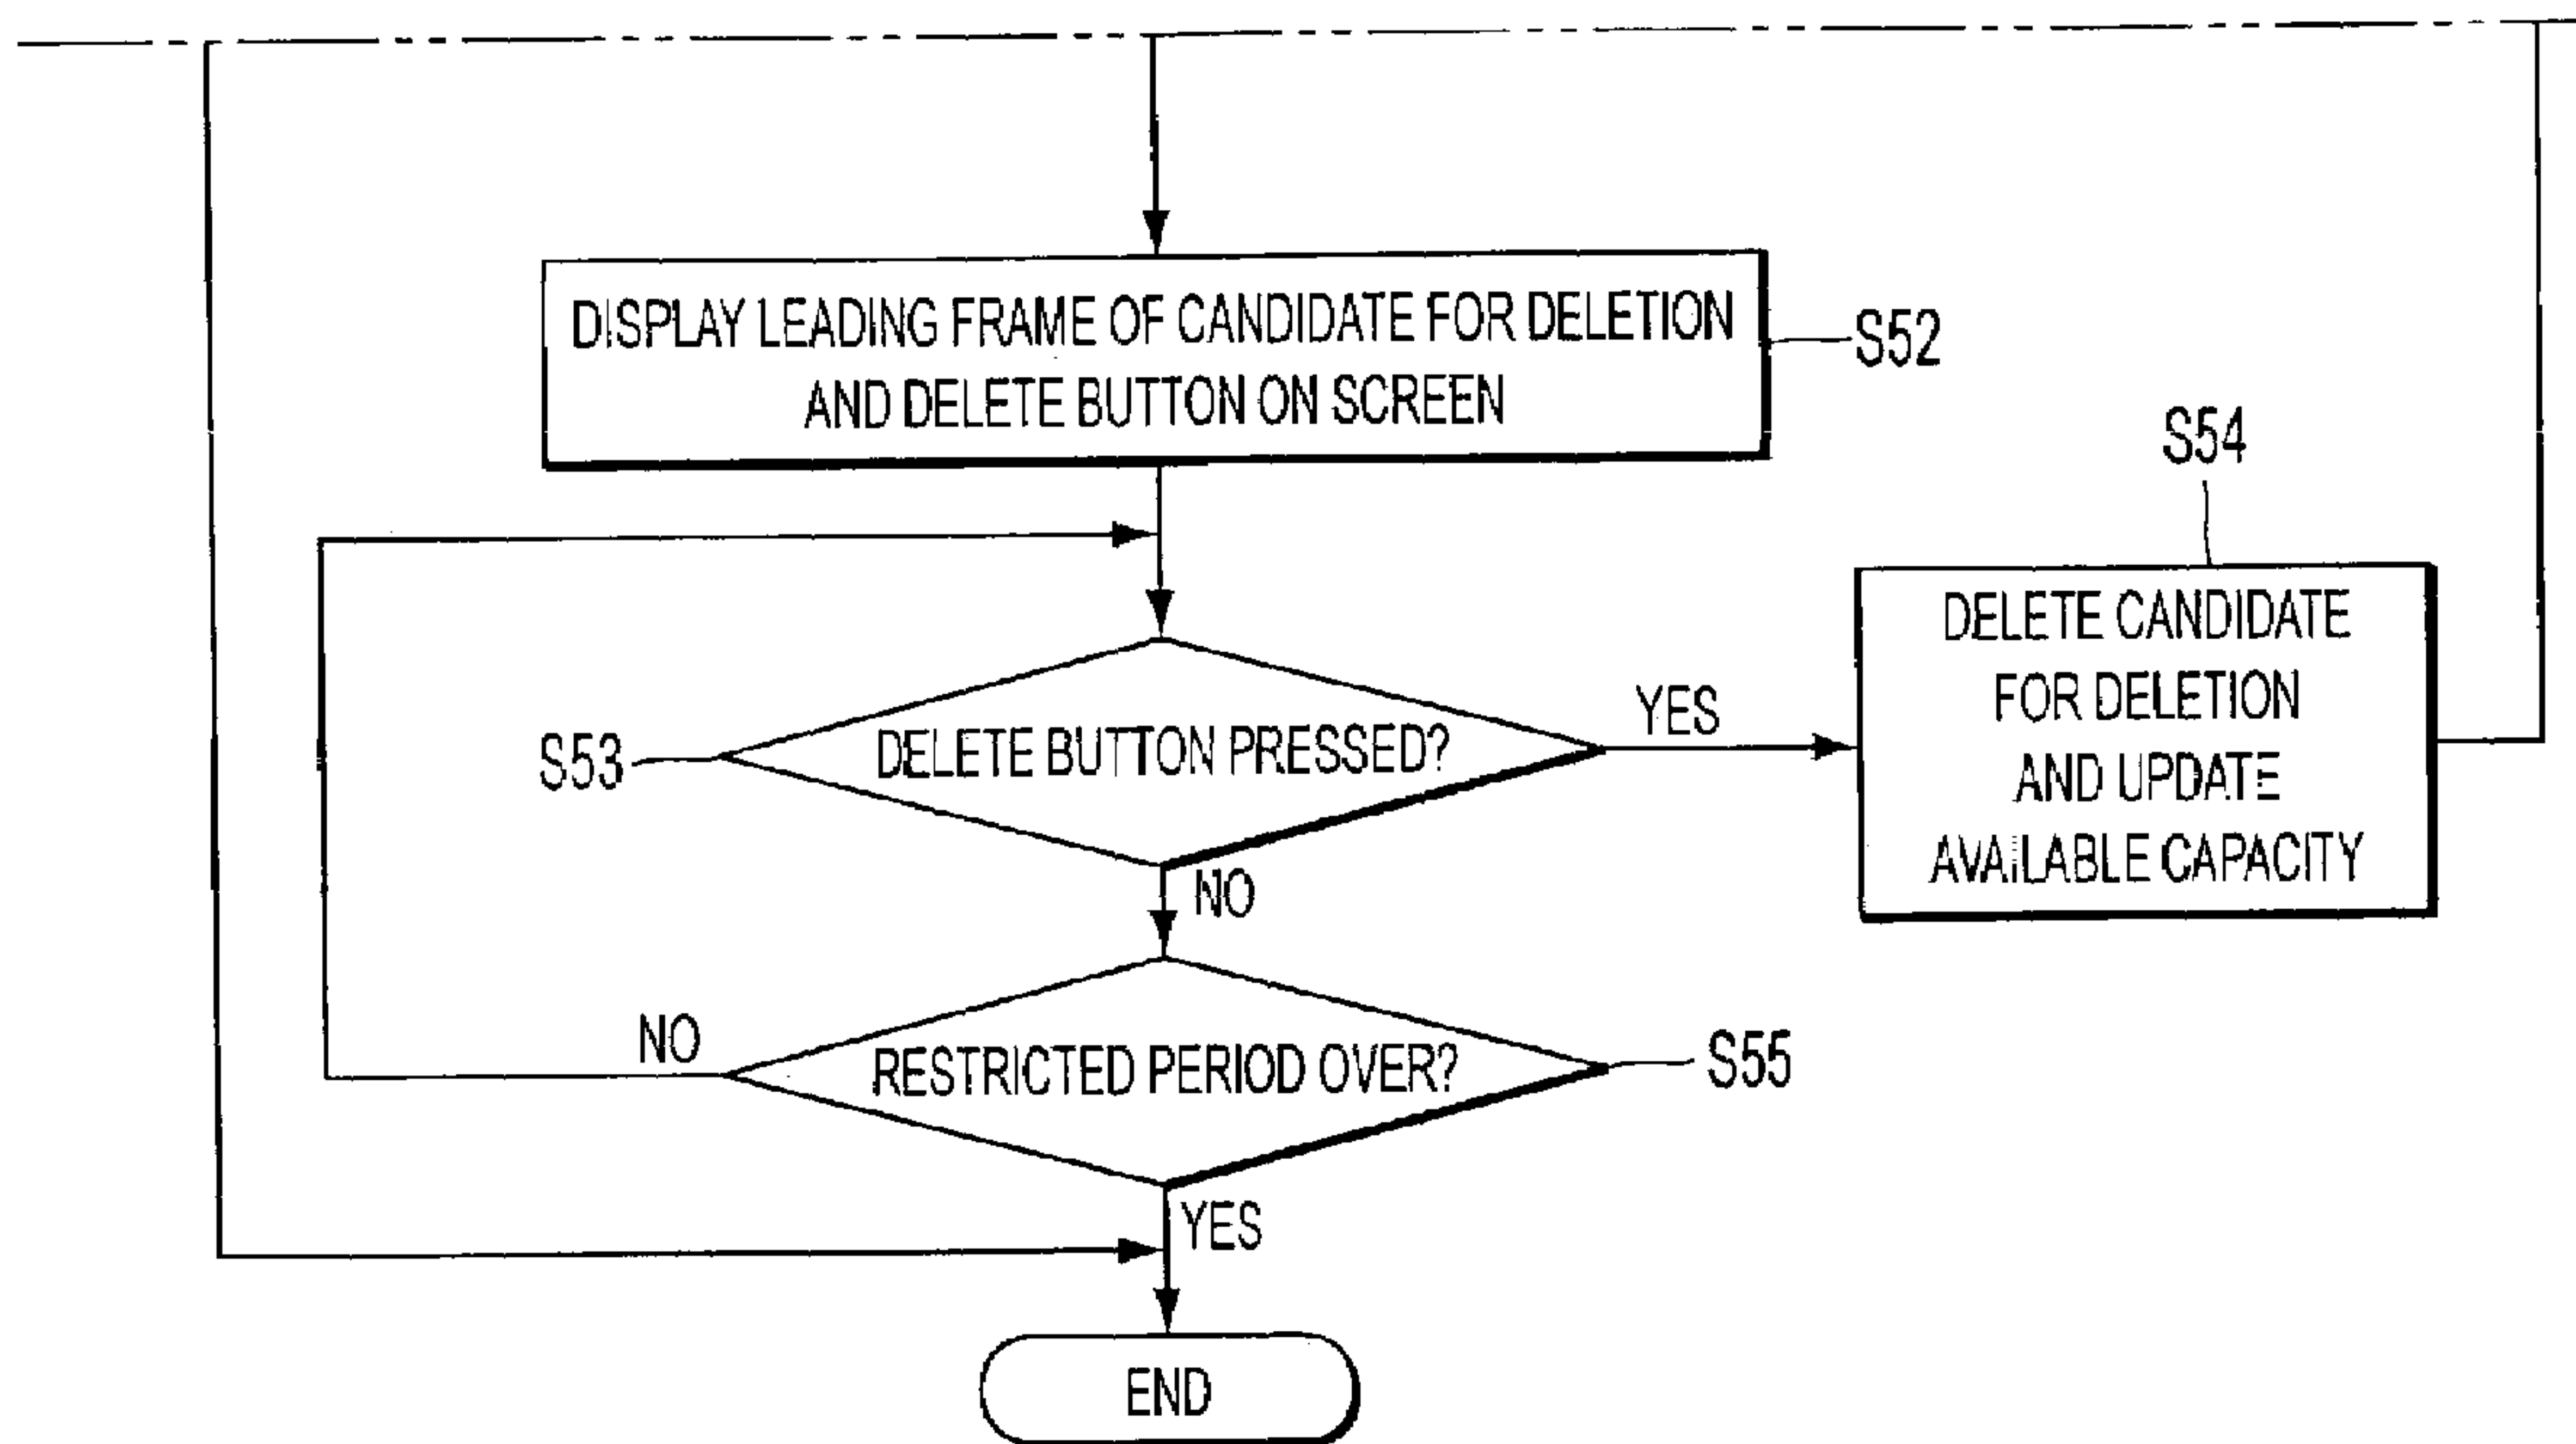 DISPLAY LEADING FRAME OF CANDIDATE FOR DELETION
AND DELETE BUTTON ON SCREEN
S52
S54
DELETE CANDIDATE
FOR DELETION
AND UPDATE
AVAILABLE CAPACITY
S53
DELETE BUTTON PRESSED?
YES
NO
RESTRICTED PERIOD OVER?
NO
S55
YES
END